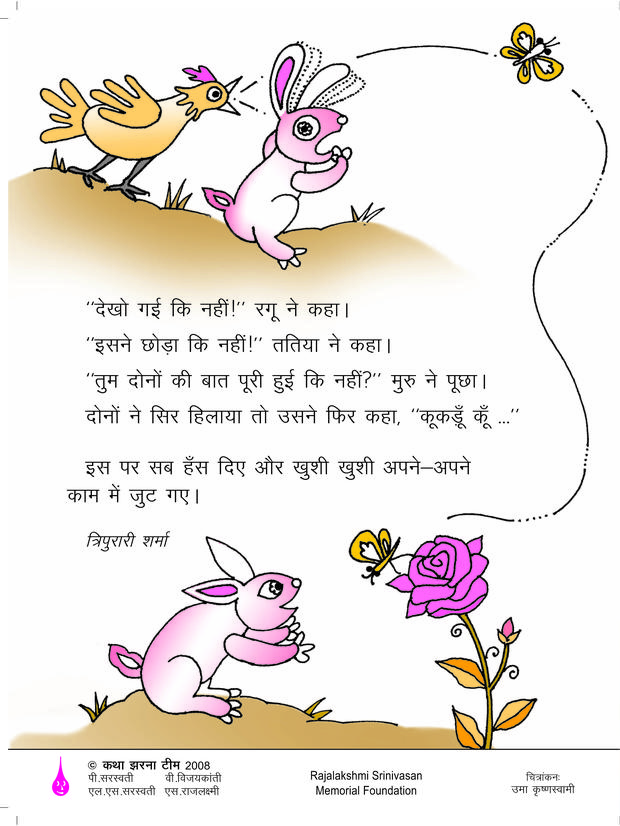 “देखो गई कि नहीं!” रगू ने कहा।
“इसने छोड़ा कि नहीं!” ततिया ने कहा।
“तुम दोनों की बात पूरी हुई कि नहीं?” मुरु ने पूछा।
दोनों ने सिर हिलाया तो उसने फिर कहा, “कूकड़ूँ कूँ ...”
इस पर सब हँस दिए और खुशी खुशी अपने–अपने
काम में जुट गए।
त्रिपुरारी शर्मा
© कथा झरना टीम 2008
पी.सरस्वती वी.विजयकांती
एल.एस.सरस्वती एस.राजलक्ष्मी
Rajalakshmi Srinivasan
Memorial Foundation
चित्रांकनः
उमा कृष्णस्वामी